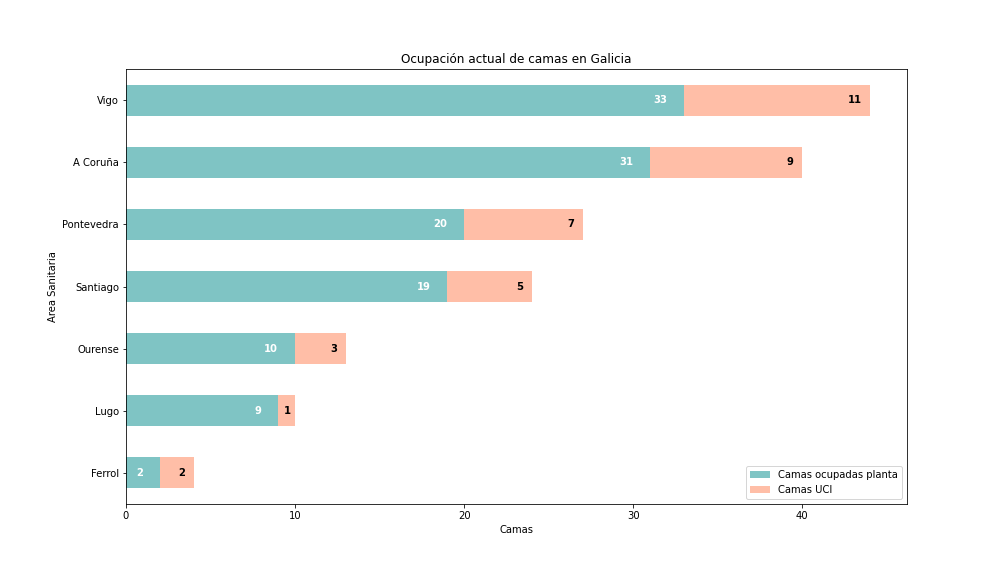 Ocupación actual de camas en Galicia
Vigo 33 11
A Coruña 31 9
Pontevedra 20 7
Santiago 19 5
Ourense 10 3
Lugo 9 1
Ferrol 2 2
Area Sanitaria
Camas ocupadas planta
Camas UCI
0 10 20 30 40
Camas